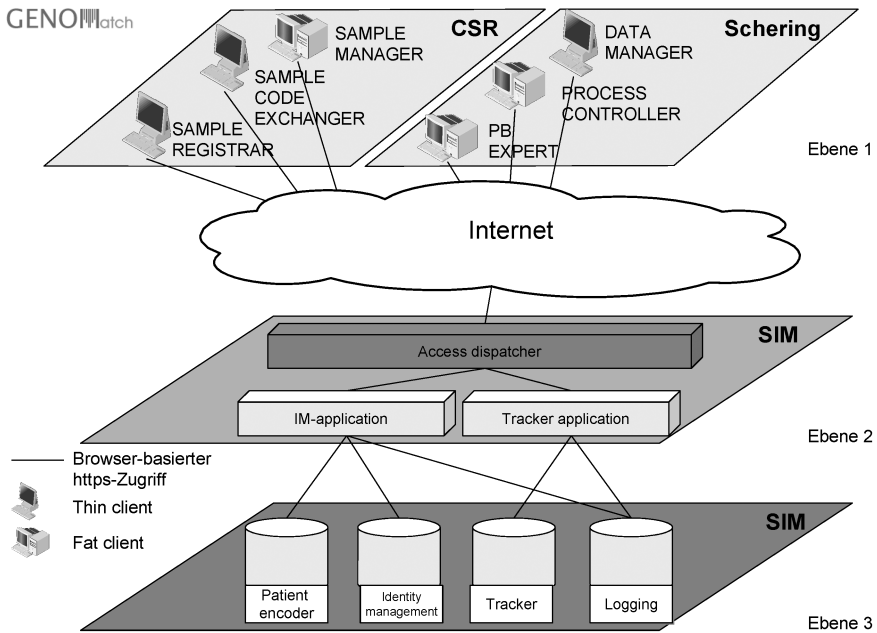 GENOMatch
CSR
SAMPLE
MANAGER
SAMPLE
CODE
EXCHANGER
SAMPLE
REGISTRAR
Schering
DATA
MANAGER
PROCESS
CONTROLLER
PB
EXPERT
Ebene 1
Internet
SIM
Access dispatcher
IM-application
Tracker application
Ebene 2
Browser-basierter
https-Zugriff
Thin client
Fat client
SIM
Patient
encoder
Identity
management
Tracker
Logging
Ebene 3